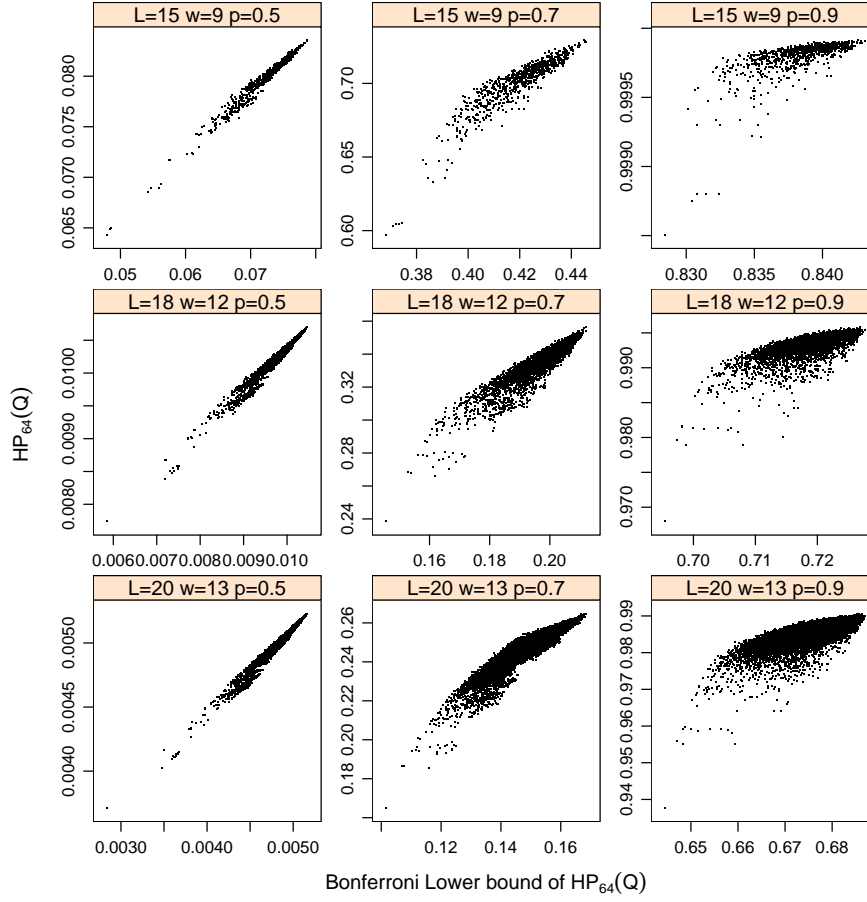 L=15 w=9 p=0.5
L=15 w=9 p=0.7
L=15 w=9 p=0.9
0.065 0.070 0.075 0.080
0.05 0.06 0.07
0.60 0.65 0.70
0.38 0.40 0.42 0.44
0.9990 0.9995
0.830 0.835 0.840
L=18 w=12 p=0.5
L=18 w=12 p=0.7
L=18 w=12 p=0.9
0.0080 0.0090 0.0100
0.006 0.007 0.008 0.009 0.010
0.24 0.28 0.32
0.16 0.18 0.20
0.970 0.980 0.990
0.70 0.71 0.72
HP64(Q)
L=20 w=13 p=0.5
L=20 w=13 p=0.7
L=20 w=13 p=0.9
0.0040 0.0045 0.0050
0.0030 0.0040 0.0050
0.18 0.20 0.22 0.24 0.26
0.12 0.14 0.16
0.94 0.95 0.96 0.97 0.98 0.99
0.65 0.66 0.67 0.68
Bonferroni Lower bound of HP64(Q)